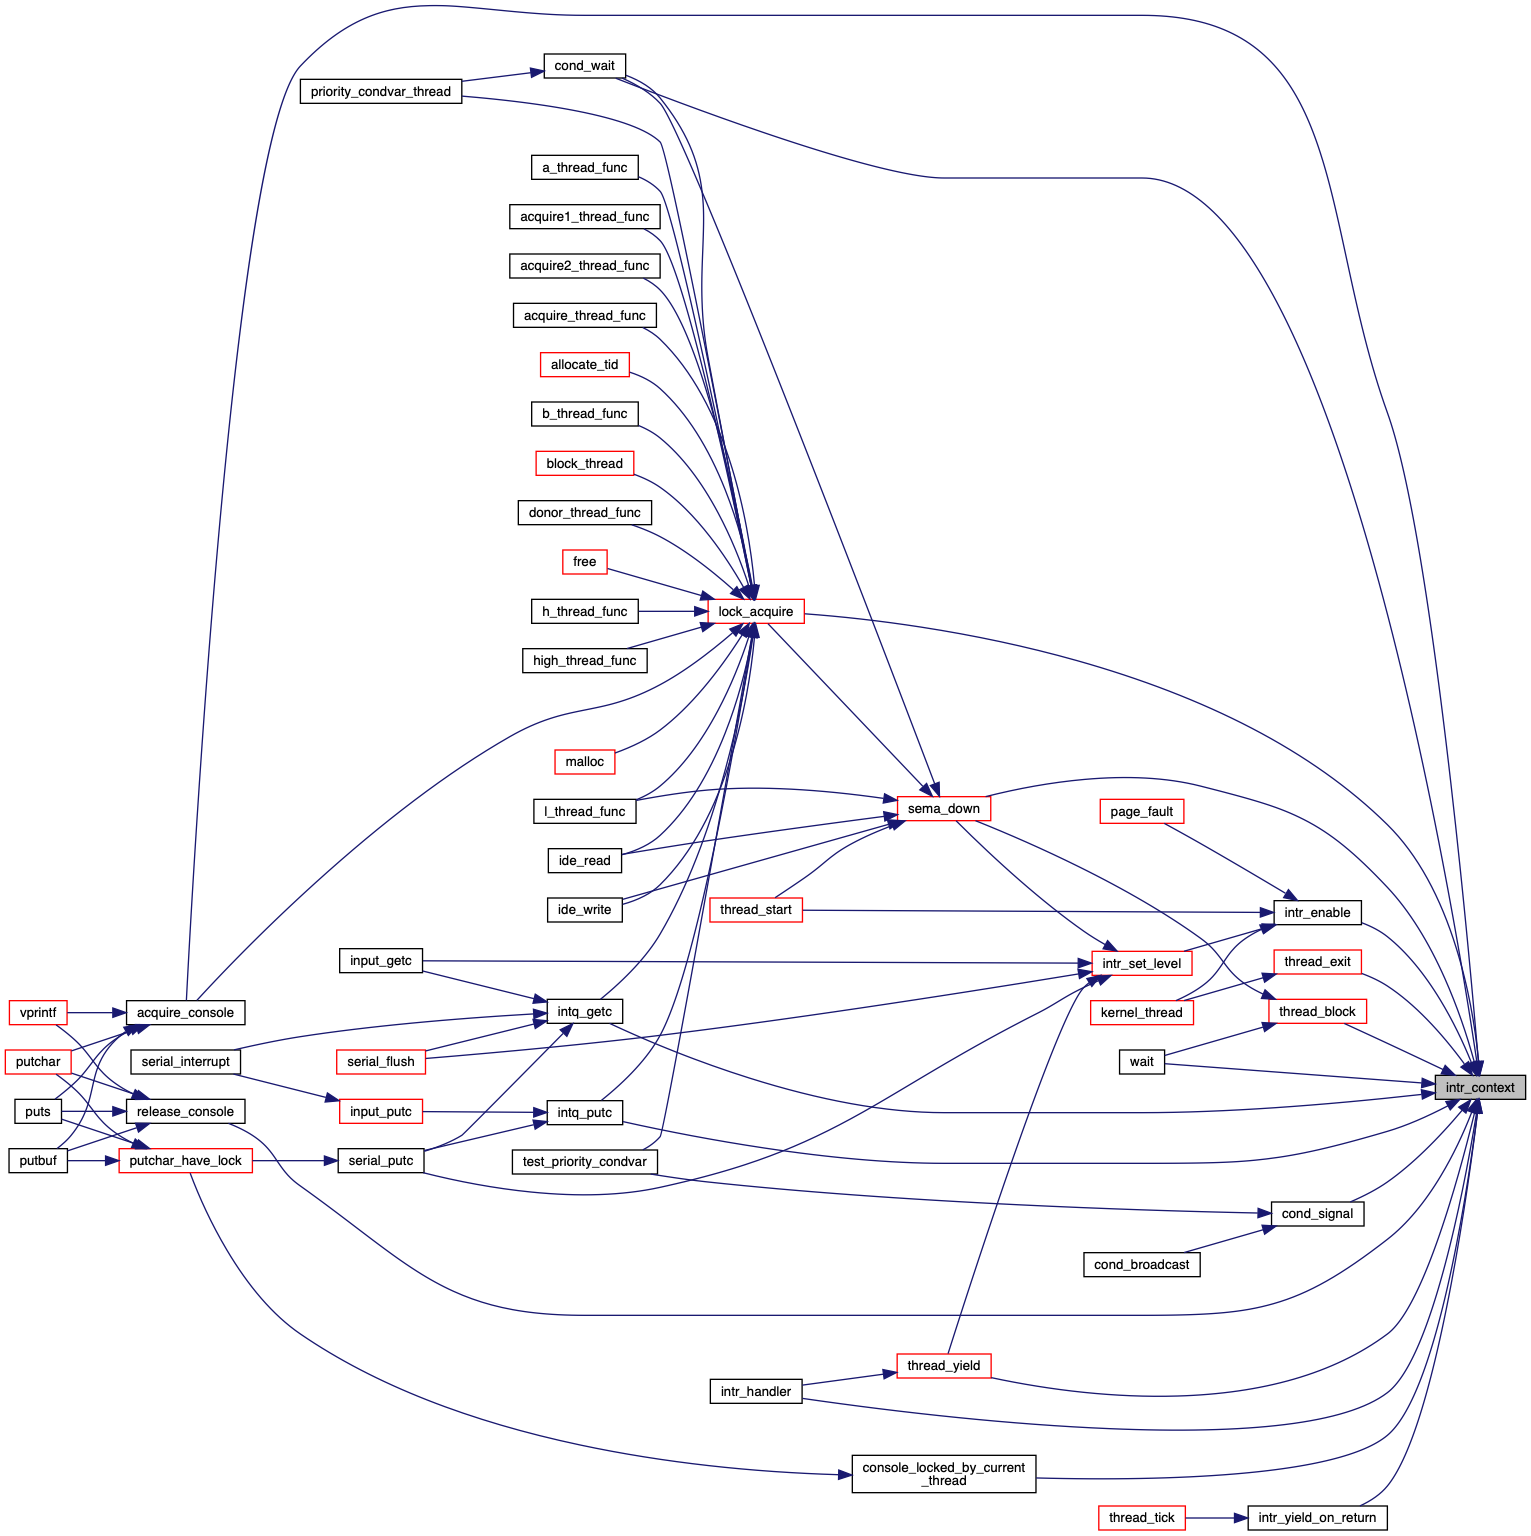 cond_wait
priority_condvar_thread
a_thread_func
acquire1_thread_func
acquire2_thread_func
acquire_thread_func
allocate_tid
b_thread_func
block_thread
donor_thread_func
free
lock_acquire
h_thread_func
high_thread_func
malloc
l_thread_func
sema_down
page_fault
ide_read
ide_write
thread_start
intr_enable
input_getc
intr_set_level
thread_exit
vprintf
acquire_console
intq_getc
kernel_thread
thread_block
putchar
serial_interrupt
serial_flush
wait
intr_context
puts
release_console
input_putc
intq_putc
putbuf
putchar_have_lock
serial_putc
test_priority_condvar
cond_signal
cond_broadcast
thread_yield
intr_handler
console_locked_by_current
_thread
thread_tick
intr_yield_on_return